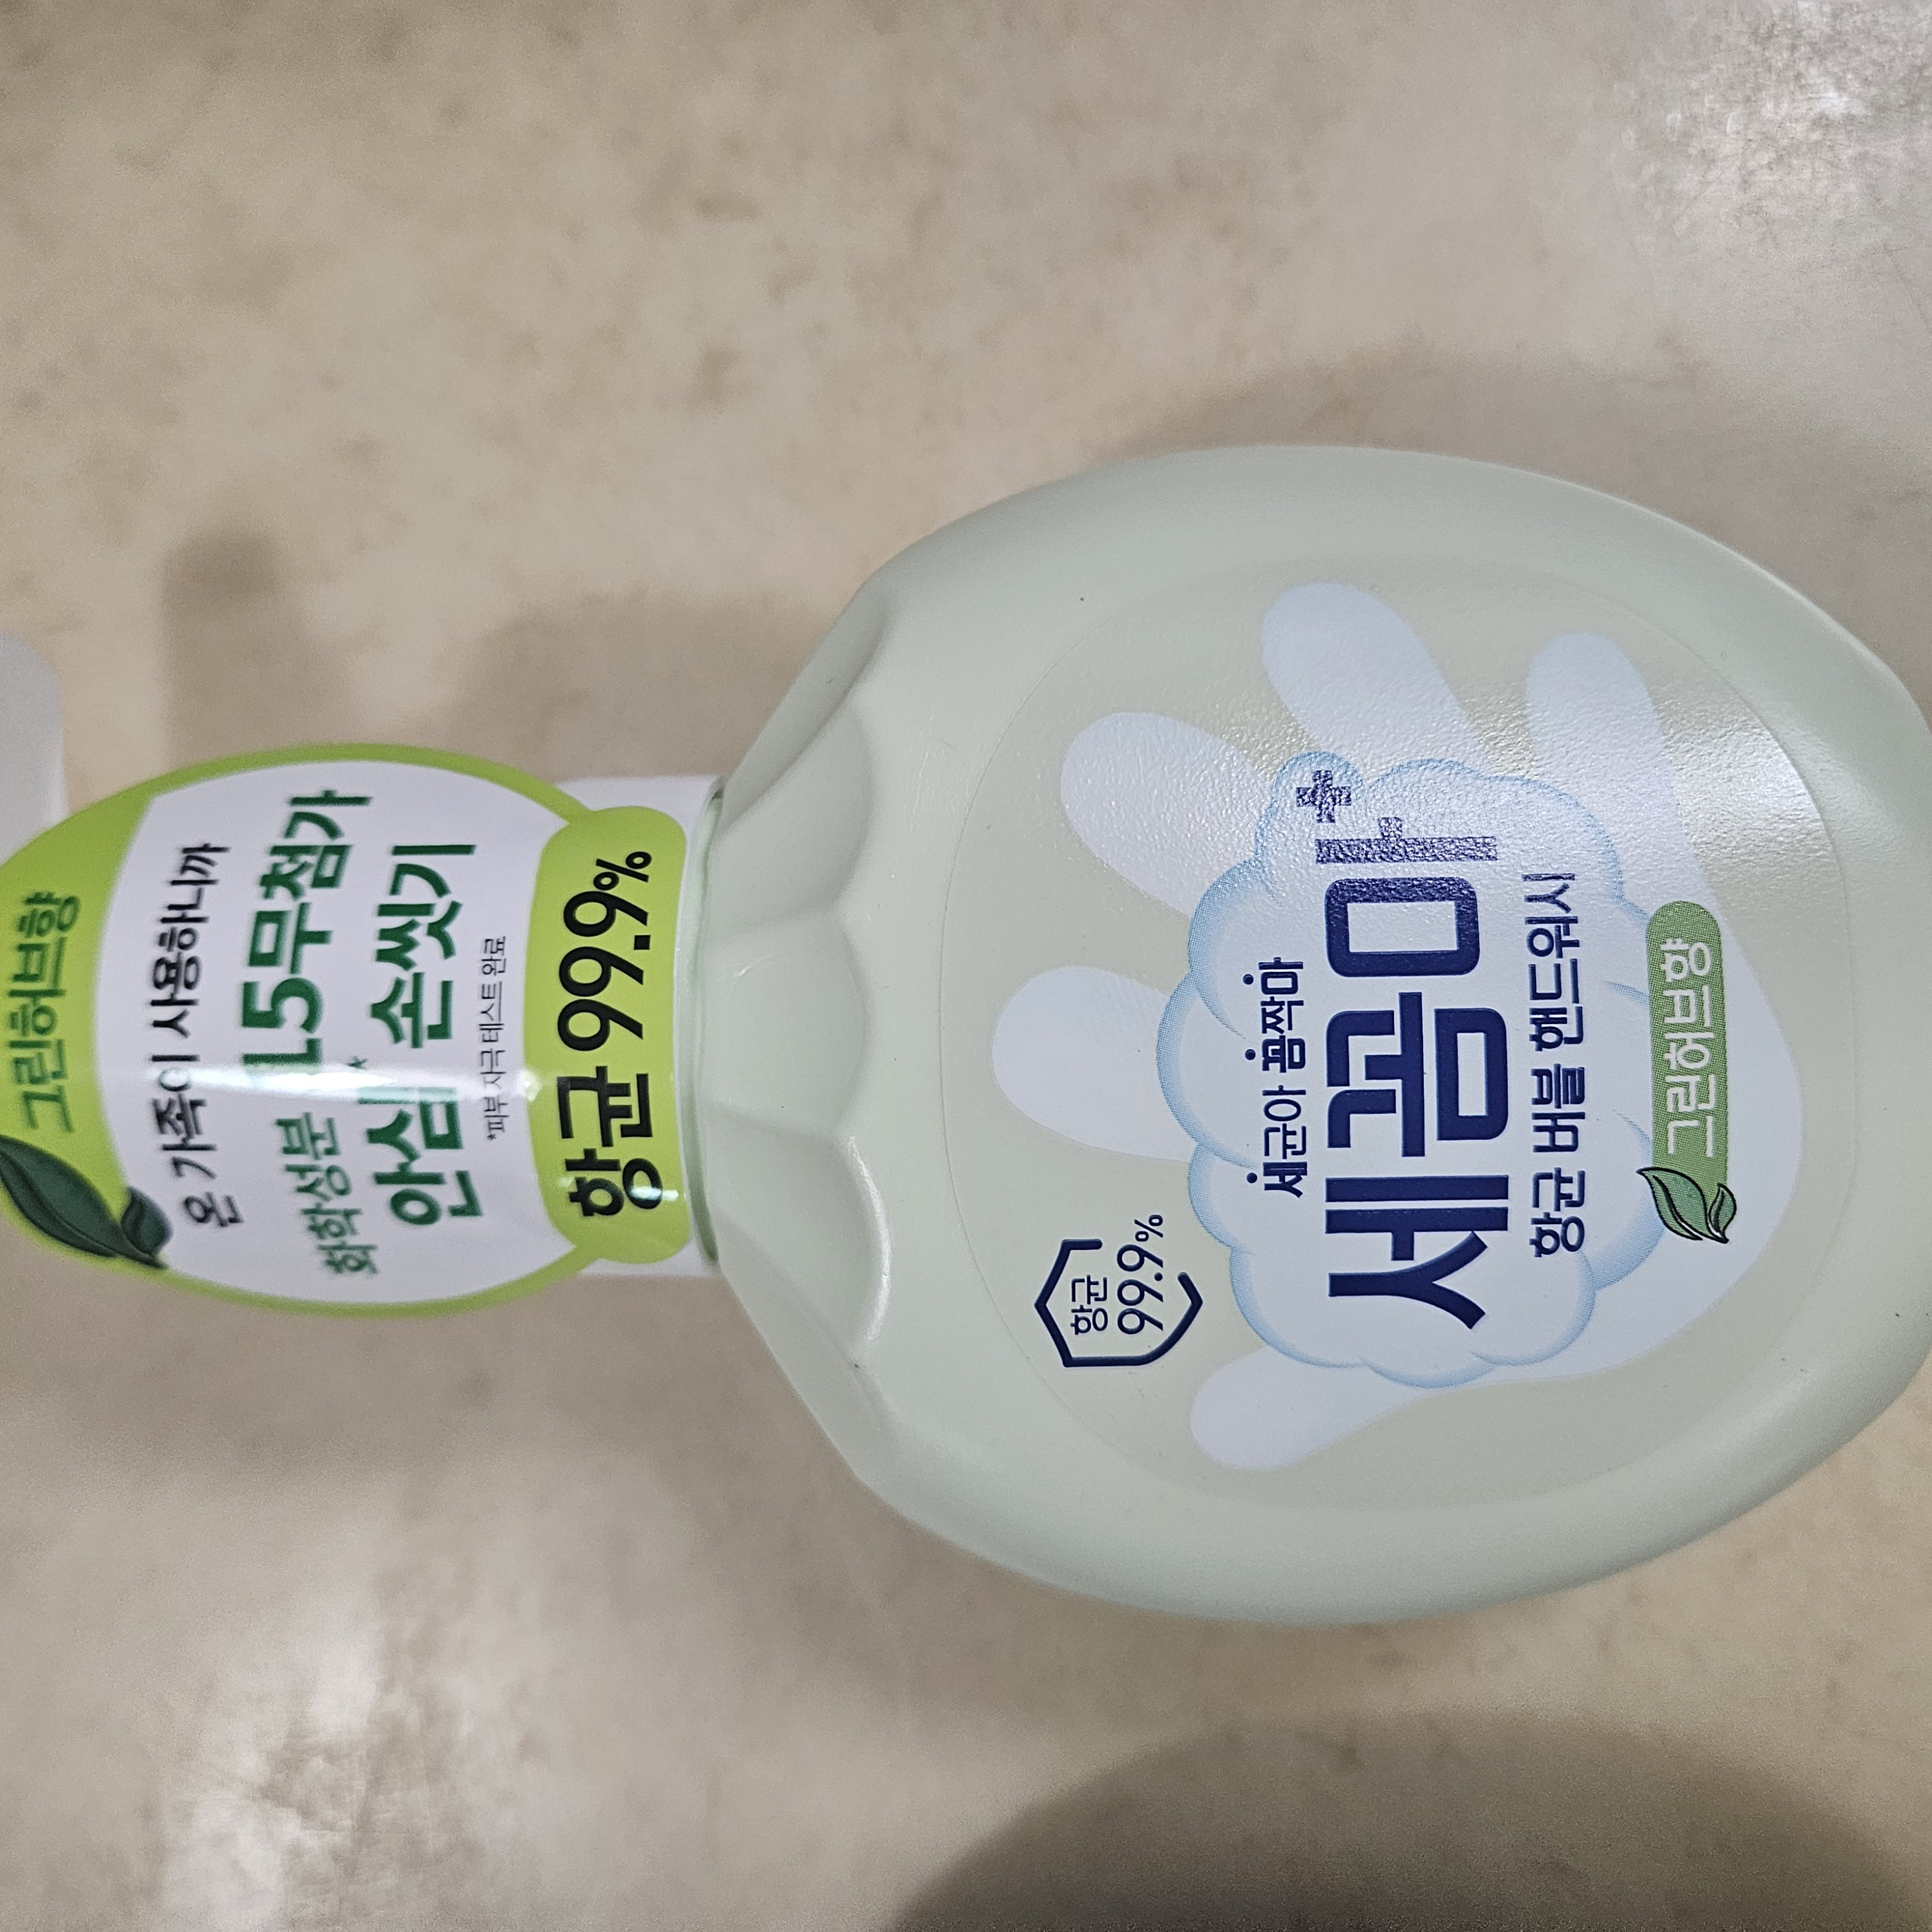 그린허브향
온 가족이 사용하니까
화학성분 15무첨가
안심* 손씻기
*피부 자극 테스트 완료
항균 99.9%
항균
99.9%
세균아 꼼짝마
세꼼마+
항균 버블 핸드워시
그린허브향